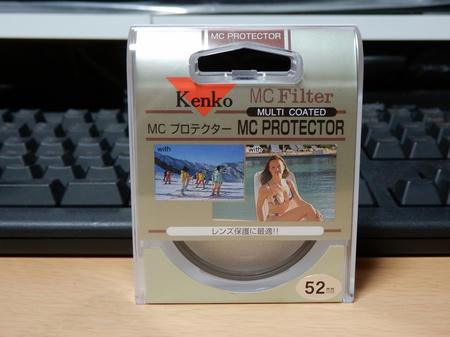 MC PROTECTOR
Kenko
MC Filter
MULTI COATED
MC プロテクター MC PROTECTOR
with
with
レンズ保護に最適!!
52mm